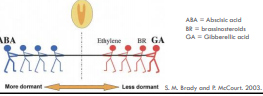 ABA = Abscisic acid
BR = brassinosteroids
GA = Gibberellic acid
ABA
Ethylene BR GA
More dormant Less dormant
S. M. Brady and P. McCourt. 2003.